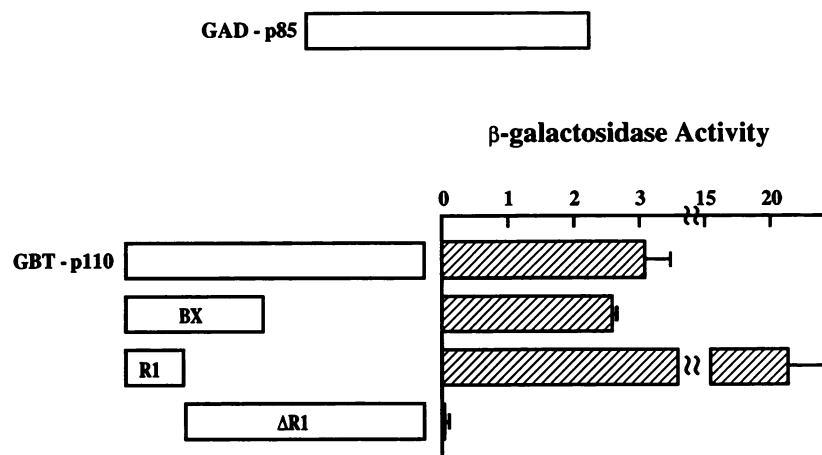 GAD - p85
β-galactosidase Activity
0 1 2 3 15 20
GBT - p110
BX
R1
ΔR1